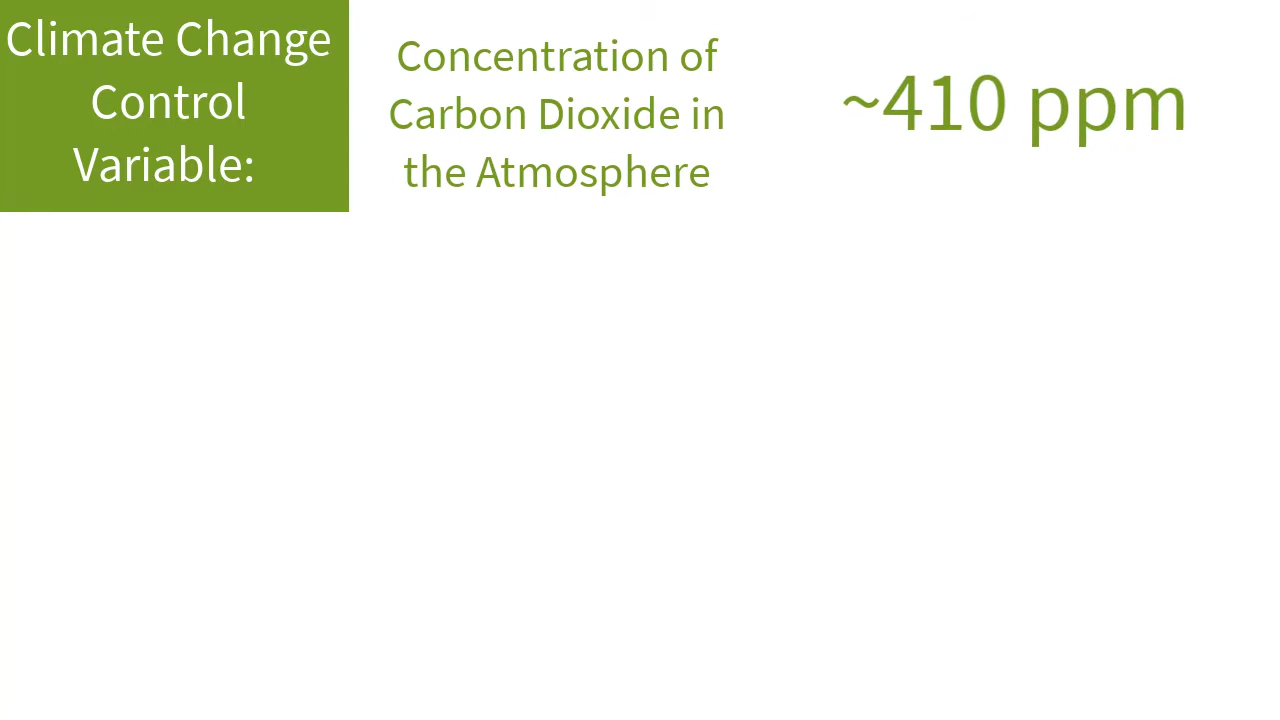 Climate Change
Control
Variable:
Concentration of
Carbon Dioxide in
the Atmosphere
~410 ppm